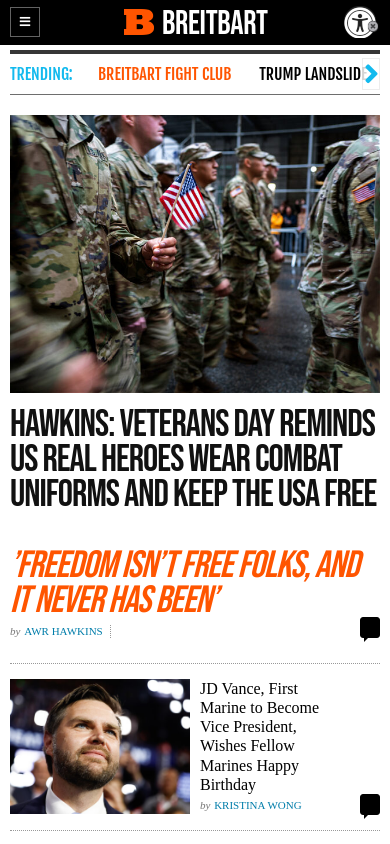 BREITBART
TRENDING:
BREITBART FIGHT CLUB
TRUMP LANDSLID
HAWKINS: VETERANS DAY REMINDS
US REAL HEROES WEAR COMBAT
UNIFORMS AND KEEP THE USA FREE
'FREEDOM ISN'T FREE FOLKS, AND
IT NEVER HAS BEEN'
by AWR HAWKINS
JD Vance, First
Marine to Become
Vice President,
Wishes Fellow
Marines Happy
Birthday
by KRISTINA WONG